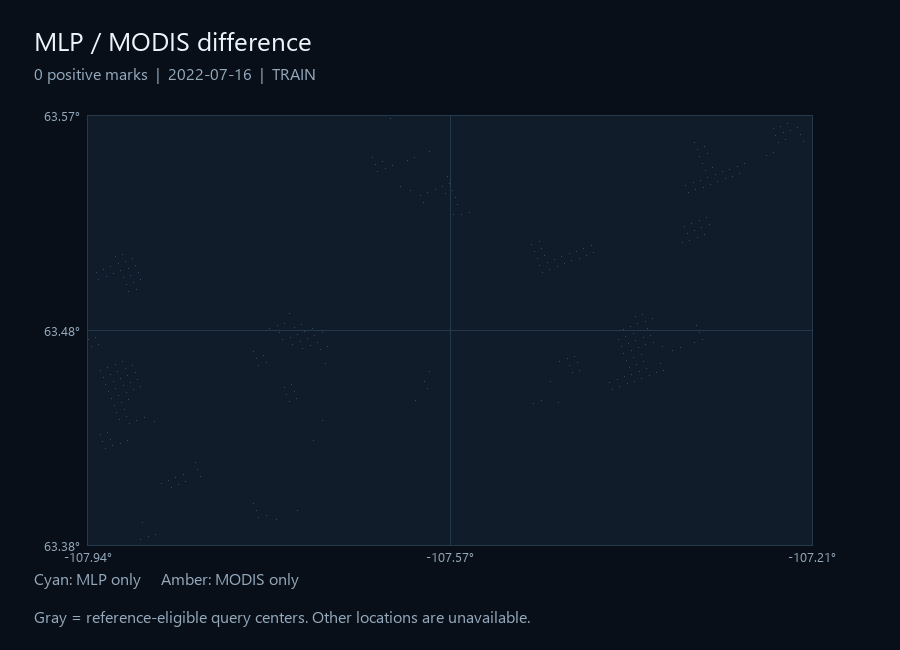 MLP / MODIS difference
0 positive marks | 2022-07-16 | TRAIN
63.57°
63.48°
63.38°
-107.94°
-107.57°
-107.21°
Cyan: MLP only
Amber: MODIS only
Gray = reference-eligible query centers. Other locations are unavailable.